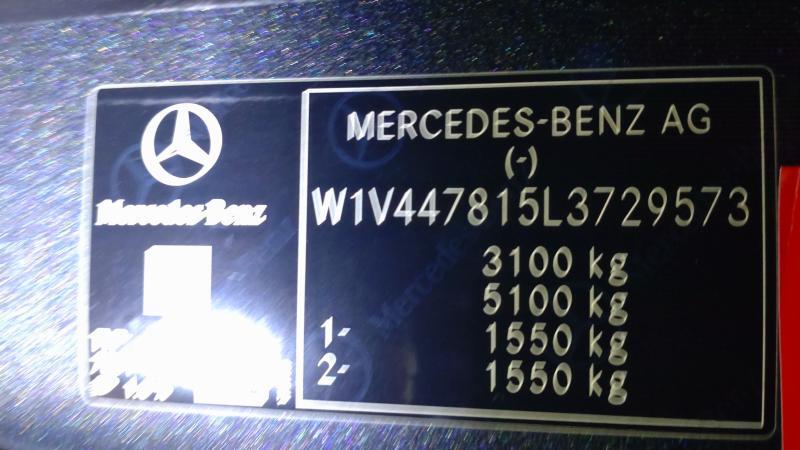 Mercedes-Benz
MERCEDES-BENZ AG
(-)
W1V447815L3729573
3100 kg
5100 kg
1- 1550 kg
2- 1550 kg